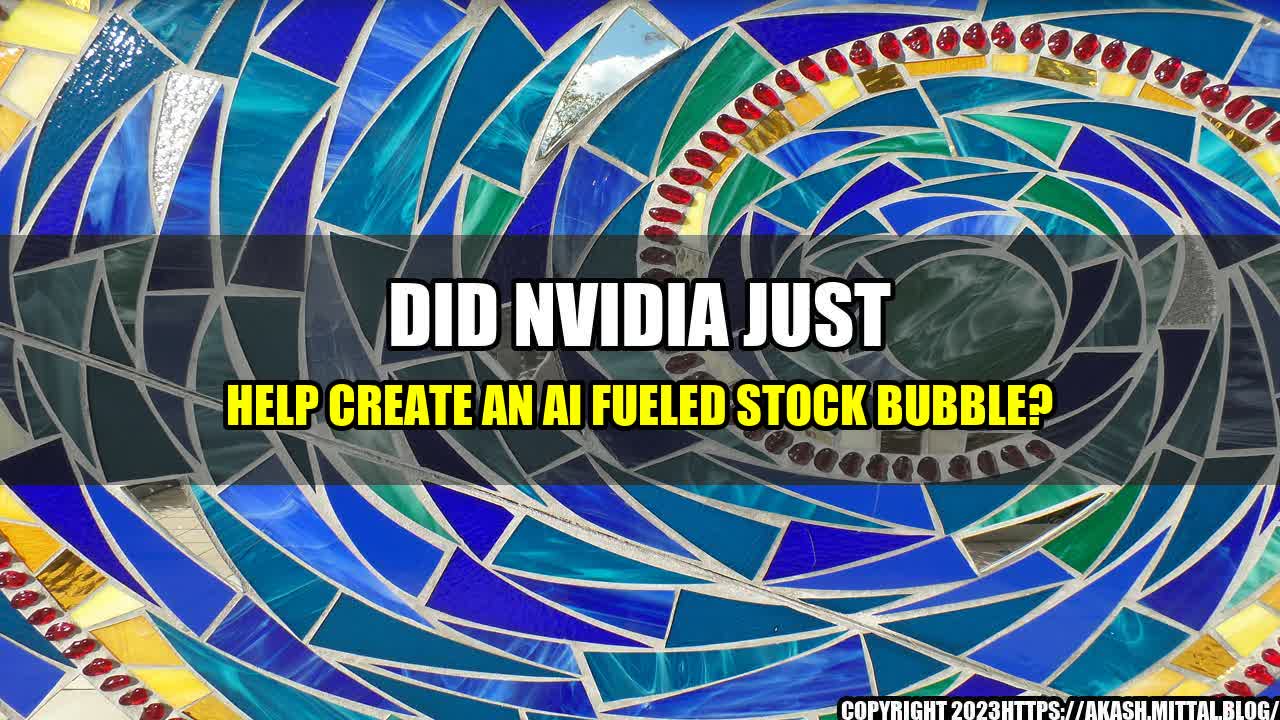 DID NVIDIA JUST
HELP CREATE AN AI FUELED STOCK BUBBLE?
COPYRIGHT 2023HTTPS://AKASH.MITTAL.BLOG/